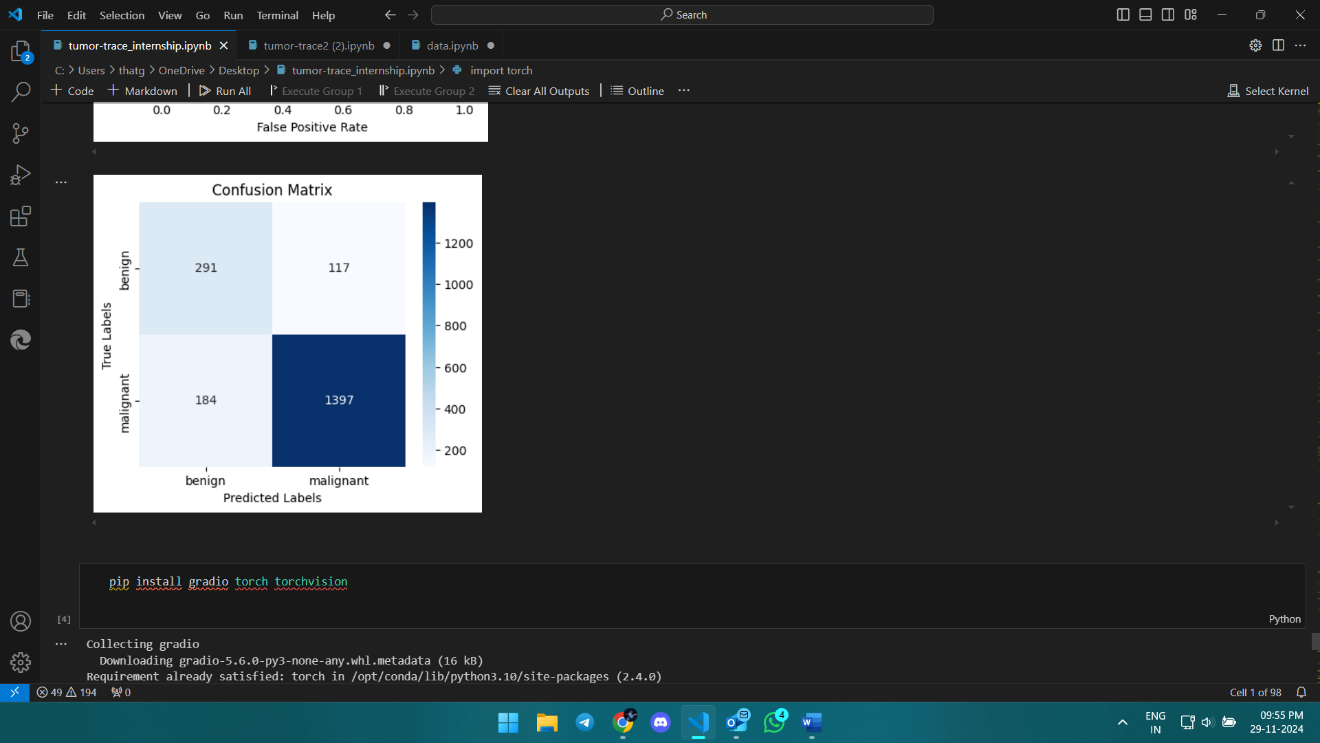 File Edit Selection View Go Run Terminal Help Search
tumor-trace_internship.ipynb tumor-trace2 (2).ipynb data.ipynb
C: > Users > thatg > OneDrive > Desktop > tumor-trace_internship.ipynb > import torch
+ Code + Markdown Run All Execute Group 1 Execute Group 2 Clear All Outputs Outline ... Select Kernel
2
0.0 0.2 0.4 0.6 0.8 1.0
False Positive Rate
...
Confusion Matrix
True Labels
benign
malignant
291 117
184 1397
1200
1000
800
600
400
200
benign malignant
Predicted Labels
pip install gradio torch torchvision
[4] Python
... Collecting gradio
Downloading gradio-5.6.0-py3-none-any.whl.metadata (16 kB)
Requirement already satisfied: torch in /opt/conda/lib/python3.10/site-packages (2.4.0)
49 194 0 Cell 1 of 98
4
ENG
IN
09:55 PM
29-11-2024